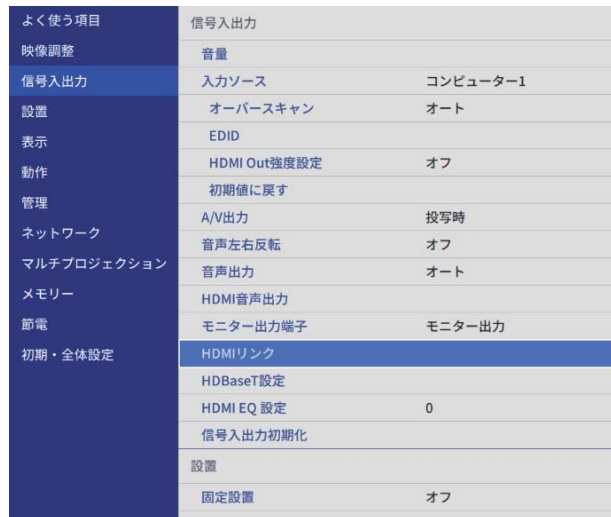 よく使う項目
映像調整
信号入出力
設置
表示
動作
管理
ネットワーク
マルチプロジェクション
メモリー
節電
初期・全体設定
信号入出力
音量
入力ソース コンピューター1
オーバースキャン オート
EDID
HDMI Out強度設定 オフ
初期値に戻す
A/V出力 投写時
音声左右反転 オフ
音声出力 オート
HDMI音声出力
モニター出力端子 モニター出力
HDMIリンク
HDBaseT設定
HDMI EQ 設定 0
信号入出力初期化
設置
固定設置 オフ